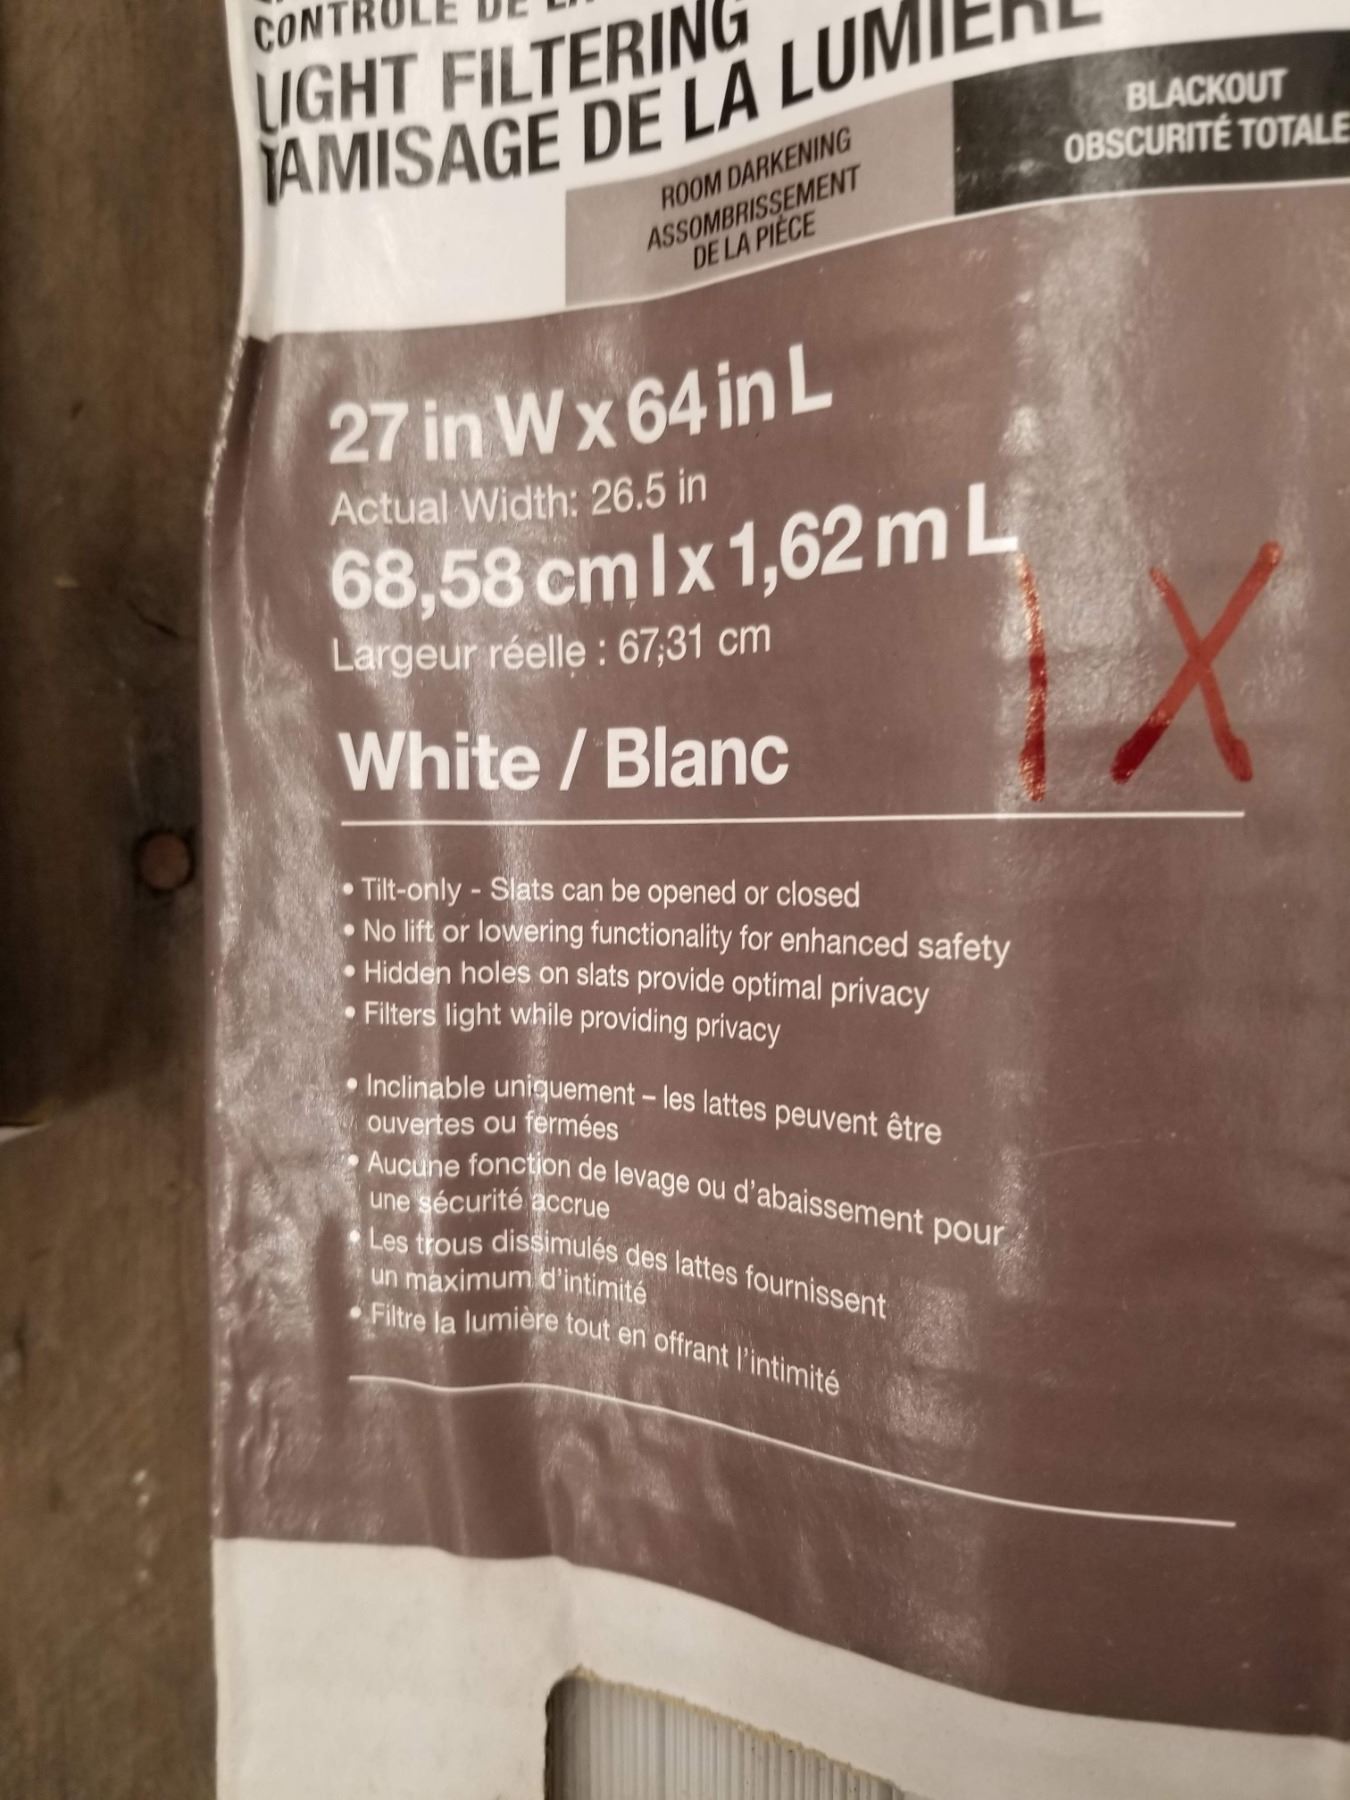 CONTRÔLE DE
LIGHT FILTERING
TAMISAGE DE LA LUMIÈRE
ROOM DARKENING
ASSOMBRISSEMENT
DE LA PIÈCE
BLACKOUT
OBSCURITÉ TOTALE
27 in W x 64 in L
Actual Width: 26.5 in
68,58 cm l x 1,62 m L
Largeur réelle : 67,31 cm
1X
White / Blanc
• Tilt-only - Slats can be opened or closed
• No lift or lowering functionality for enhanced safety
• Hidden holes on slats provide optimal privacy
• Filters light while providing privacy
• Inclinable uniquement – les lattes peuvent être
ouvertes ou fermées
• Aucune fonction de levage ou d'abaissement pour
une sécurité accrue
• Les trous dissimulés des lattes fournissent
un maximum d'intimité
• Filtre la lumière tout en offrant l'intimité